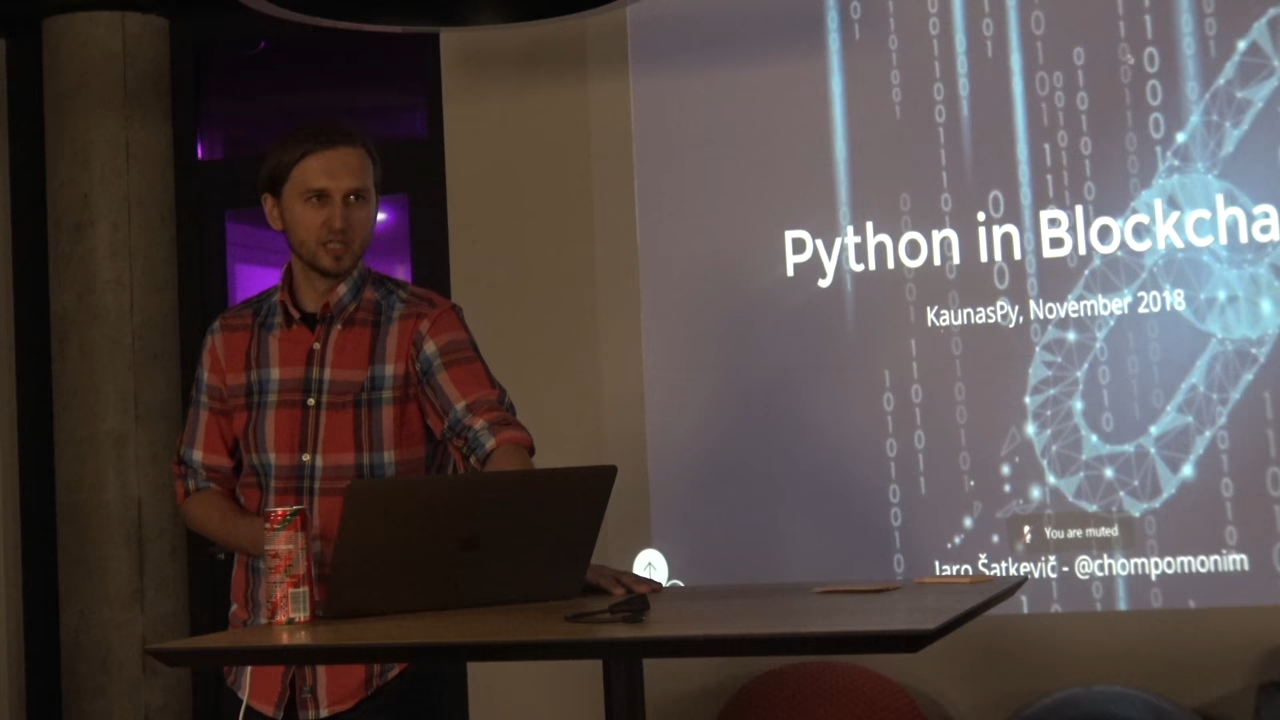 Python in Blockcha
KaunasPy, November 2018
You are muted
Jaro Šatkevič - @chompomonim